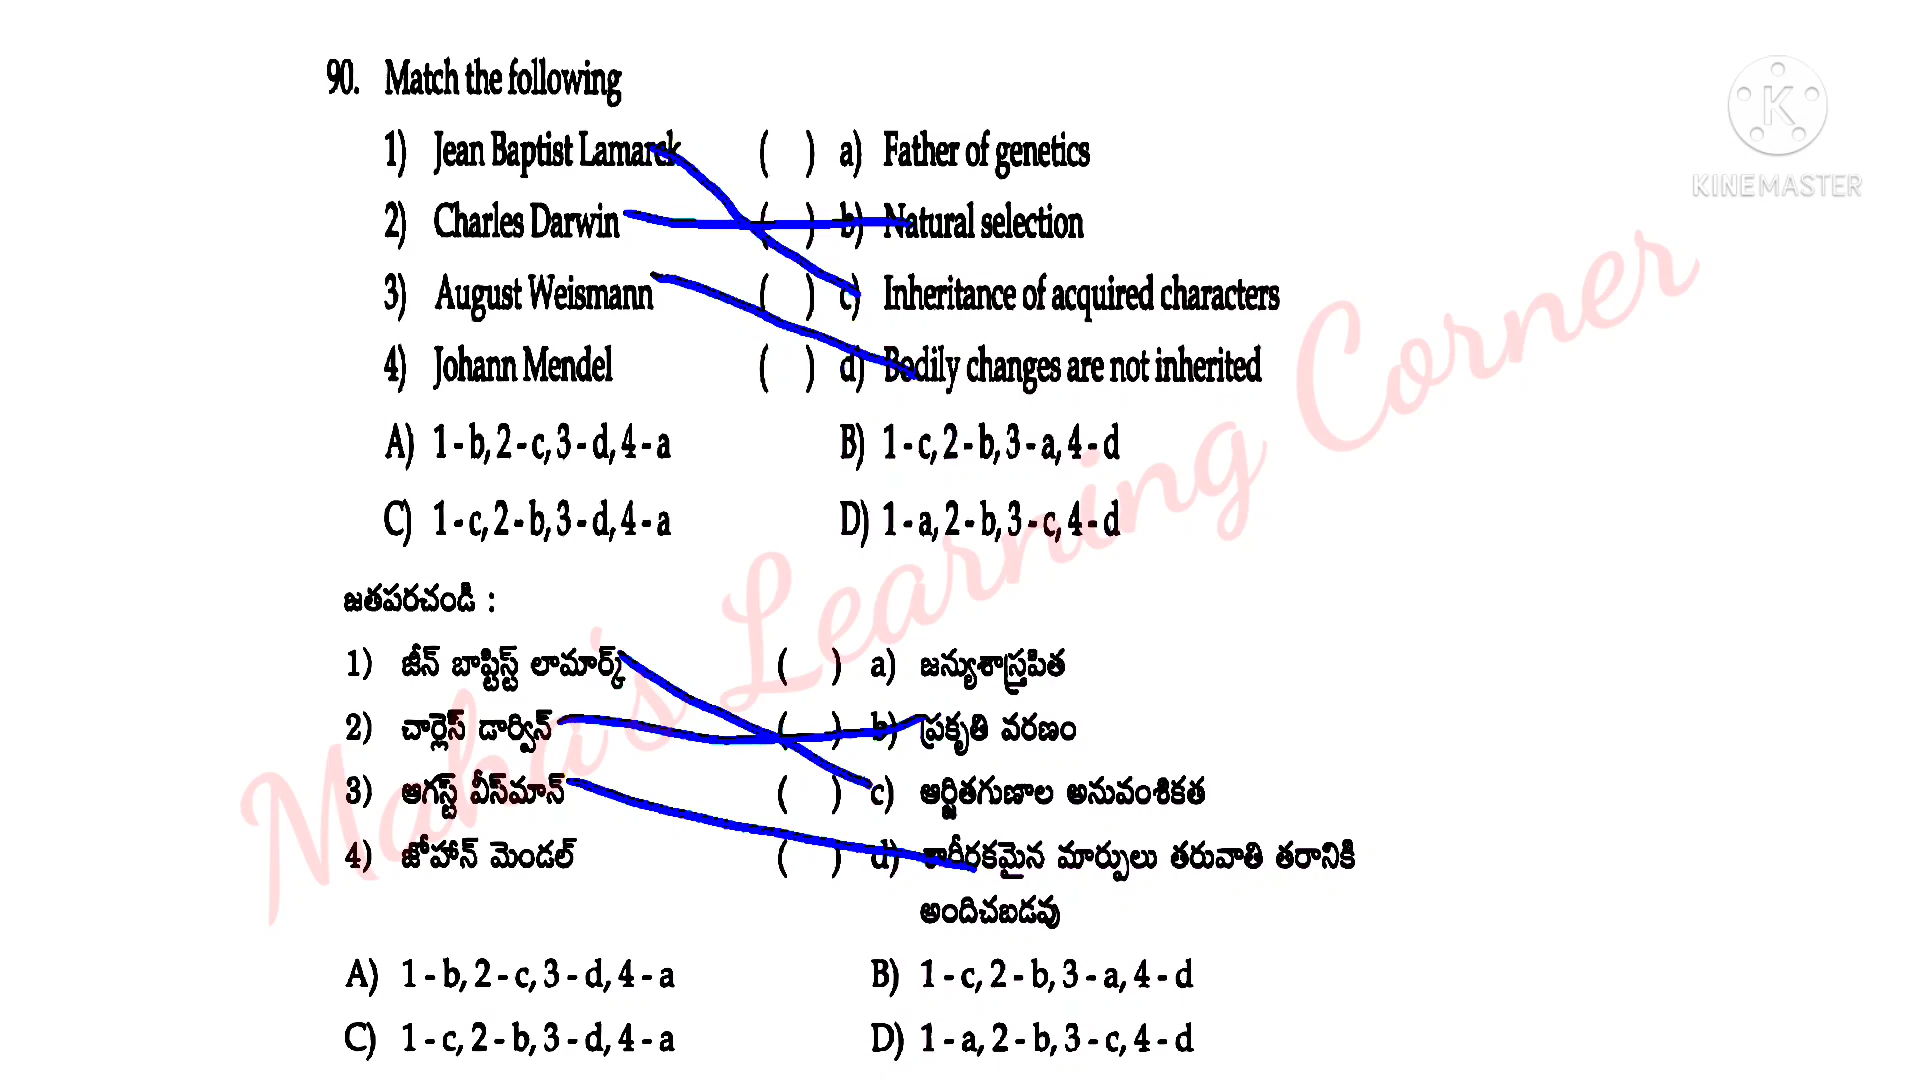 90. Match the following
1) Jean Baptist Lamarck ( ) a) Father of genetics
2) Charles Darwin ( ) b) Natural selection
3) August Weismann ( ) c) Inheritance of acquired characters
4) Johann Mendel ( ) d) Bodily changes are not inherited
A) 1 - b, 2 - c, 3 - d, 4 - a B) 1 - c, 2 - b, 3 - a, 4 - d
C) 1 - c, 2 - b, 3 - d, 4 - a D) 1 - a, 2 - b, 3 - c, 4 - d
జతపరచండి :
1) జీన్ బాప్టిస్ట్ లామార్క్ ( ) a) జన్యుశాస్త్రపిత
2) చార్లెస్ డార్విన్ ( ) b) ప్రకృతి వరణం
3) ఆగస్ట్ వీస్‌మాన్ ( ) c) ఆర్జితగుణాల అనువంశికత
4) జోహాన్ మెండల్ ( ) d) శారీరకమైన మార్పులు తరువాతి తరానికి
అందిచబడవు
A) 1 - b, 2 - c, 3 - d, 4 - a B) 1 - c, 2 - b, 3 - a, 4 - d
C) 1 - c, 2 - b, 3 - d, 4 - a D) 1 - a, 2 - b, 3 - c, 4 - d
Maha's Learning Corner
K
KINEMASTER